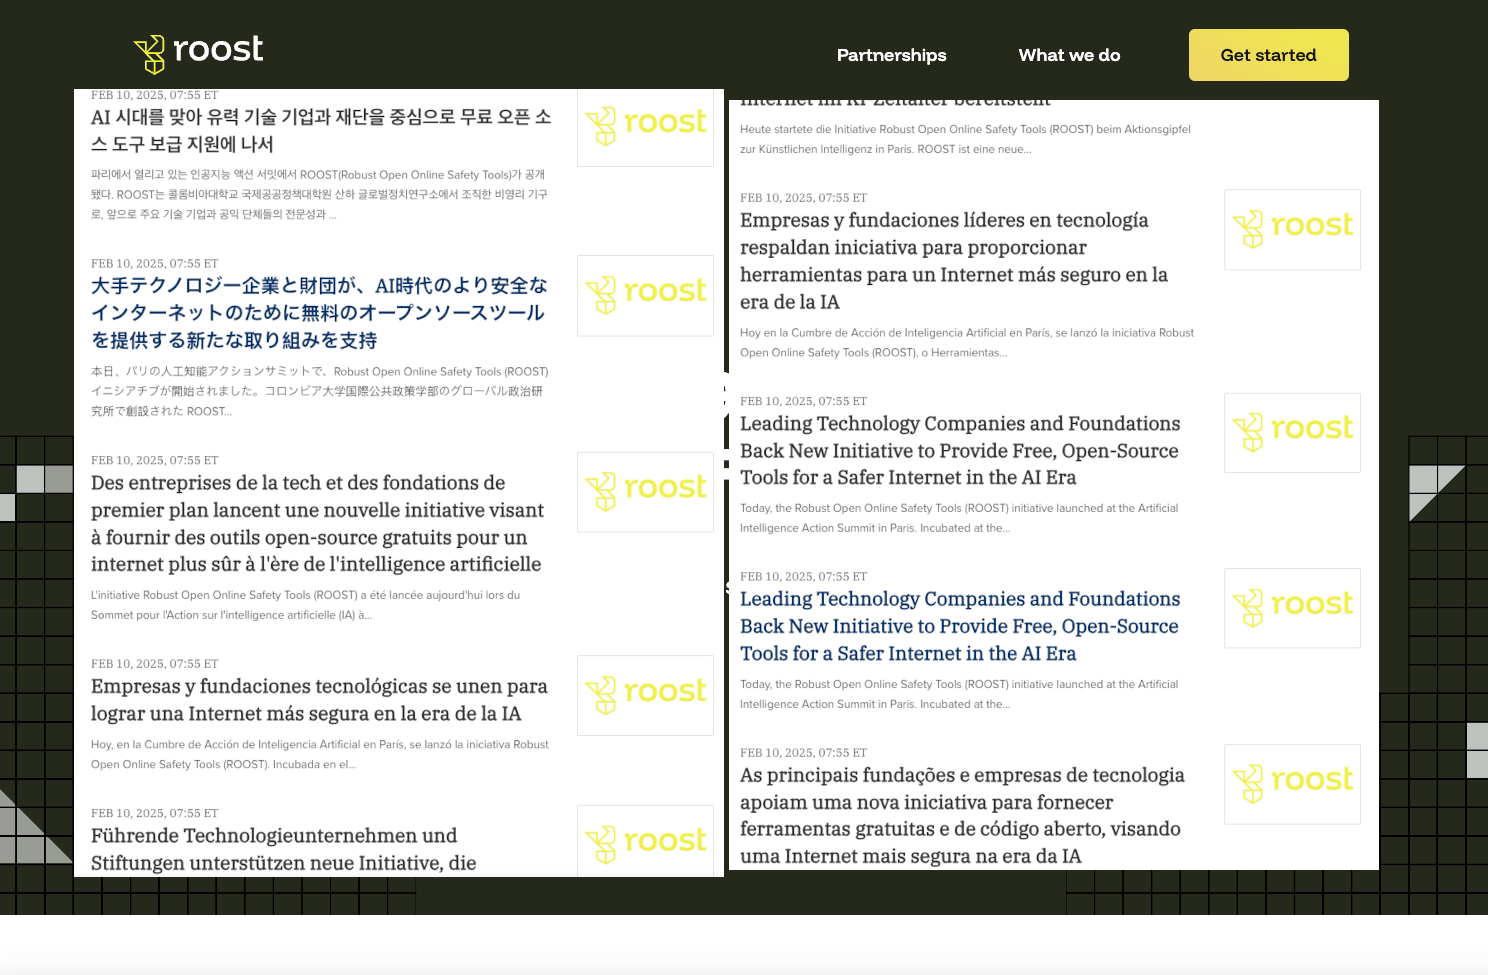 roost
Partnerships
What we do
Get started
FEB 10, 2025, 07:55 ET
AI 시대를 맞아 유력 기술 기업과 재단을 중심으로 무료 오픈 소
스 도구 보급 지원에 나서
파리에서 열리고 있는 인공지능 액션 서밋에서 ROOST(Robust Open Online Safety Tools)가 공개
됐다. ROOST는 콜롬비아대학교 국제공공정책대학원 산하 글로벌정치연구소에서 조직한 비영리 기구
로, 앞으로 주요 기술 기업과 공익 단체들의 전문성과 ...
roost
FEB 10, 2025, 07:55 ET
大手テクノロジー企業と財団が、AI時代のより安全な
インターネットのために無料のオープンソースツール
を提供する新たな取り組みを支持
本日、パリの人工知能アクションサミットで、Robust Open Online Safety Tools (ROOST)
イニシアチブが開始されました。コロンビア大学国際公共政策学部のグローバル政治研
究所で創設された ROOST...
roost
FEB 10, 2025, 07:55 ET
Des entreprises de la tech et des fondations de
premier plan lancent une nouvelle initiative visant
à fournir des outils open-source gratuits pour un
internet plus sûr à l'ère de l'intelligence artificielle
L'initiative Robust Open Online Safety Tools (ROOST) a été lancée aujourd'hui lors du
Sommet pour l'Action sur l'intelligence artificielle (IA) à...
roost
FEB 10, 2025, 07:55 ET
Empresas y fundaciones tecnológicas se unen para
lograr una Internet más segura en la era de la IA
Hoy, en la Cumbre de Acción de Inteligencia Artificial en París, se lanzó la iniciativa Robust
Open Online Safety Tools (ROOST). Incubada en el...
roost
FEB 10, 2025, 07:55 ET
Führende Technologieunternehmen und
Stiftungen unterstützen neue Initiative, die
roost
Internet im KI-Zeitalter bereitstellt
Heute startete die Initiative Robust Open Online Safety Tools (ROOST) beim Aktionsgipfel
zur Künstlichen Intelligenz in Paris. ROOST ist eine neue...
FEB 10, 2025, 07:55 ET
Empresas y fundaciones líderes en tecnología
respaldan iniciativa para proporcionar
herramientas para un Internet más seguro en la
era de la IA
Hoy en la Cumbre de Acción de Inteligencia Artificial en París, se lanzó la iniciativa Robust
Open Online Safety Tools (ROOST), o Herramientas...
roost
FEB 10, 2025, 07:55 ET
Leading Technology Companies and Foundations
Back New Initiative to Provide Free, Open-Source
Tools for a Safer Internet in the AI Era
Today, the Robust Open Online Safety Tools (ROOST) initiative launched at the Artificial
Intelligence Action Summit in Paris. Incubated at the...
roost
FEB 10, 2025, 07:55 ET
Leading Technology Companies and Foundations
Back New Initiative to Provide Free, Open-Source
Tools for a Safer Internet in the AI Era
Today, the Robust Open Online Safety Tools (ROOST) initiative launched at the Artificial
Intelligence Action Summit in Paris. Incubated at the...
roost
FEB 10, 2025, 07:55 ET
As principais fundações e empresas de tecnologia
apoiam uma nova iniciativa para fornecer
ferramentas gratuitas e de código aberto, visando
uma Internet mais segura na era da IA
roost